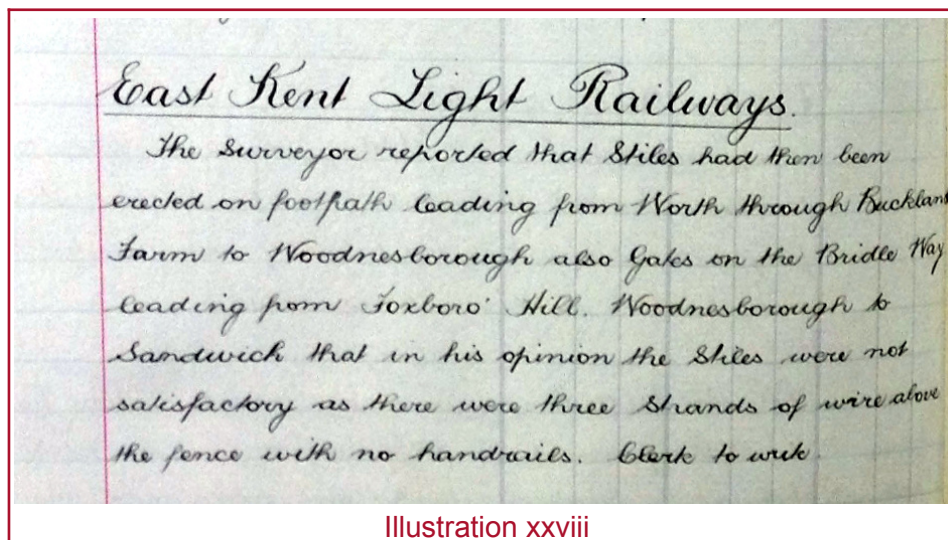 East Kent Light Railways.
The Surveyor reported that Stiles had then been
erected on footpath leading from Worth through Buckland
Farm to Woodnesborough also Gates on the Bridle Way
leading from Foxboro' Hill. Woodnesborough to
Sandwich that in his opinion the Stiles were not
satisfactory as there were three strands of wire above
the fence with no handrails. Clerk to write.
Illustration xxviii